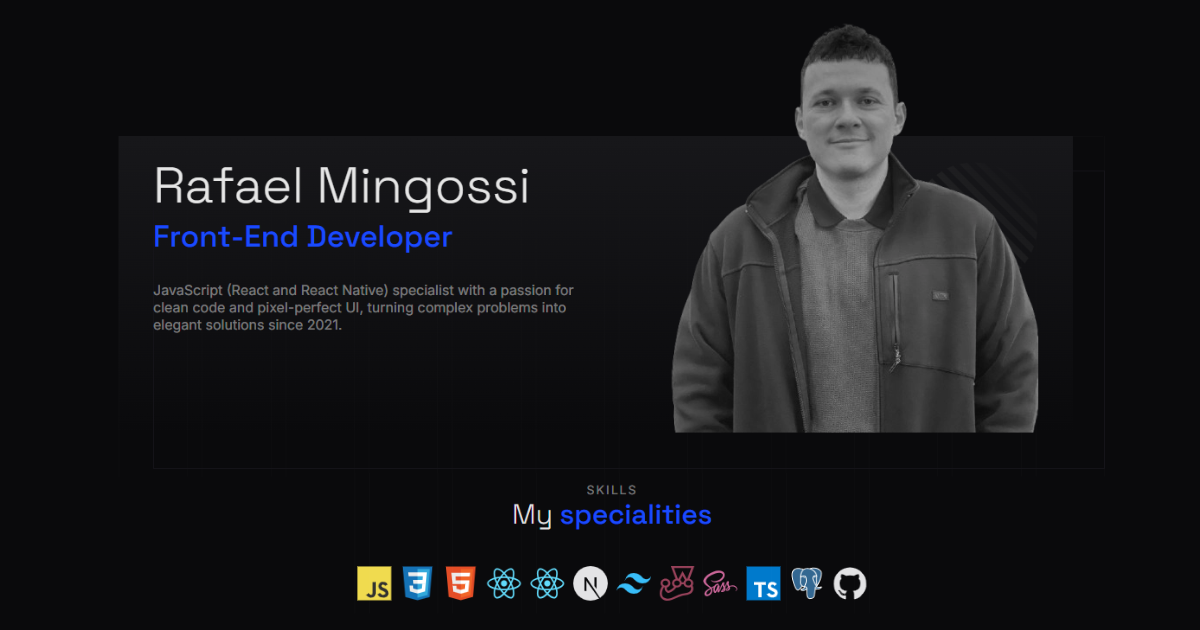 Rafael Mingossi
Front-End Developer
JavaScript (React and React Native) specialist with a passion for
clean code and pixel-perfect UI, turning complex problems into
elegant solutions since 2021.
SKILLS
My specialities
JS 3 5 N Sass TS